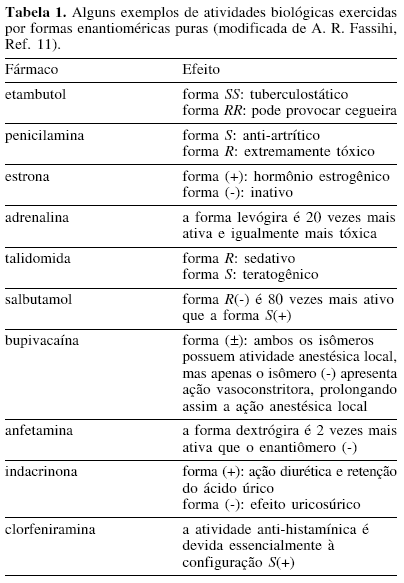 Tabela 1. Alguns exemplos de atividades biológicas exercidas
por formas enantioméricas puras (modificada de A. R. Fassihi,
Ref. 11).
Fármaco Efeito
etambutol forma SS: tuberculostático
forma RR: pode provocar cegueira
penicilamina forma S: anti-artrítico
forma R: extremamente tóxico
estrona forma (+): hormônio estrogênico
forma (-): inativo
adrenalina a forma levógira é 20 vezes mais
ativa e igualmente mais tóxica
talidomida forma R: sedativo
forma S: teratogênico
salbutamol forma R(-) é 80 vezes mais ativo
que a forma S(+)
bupivacaína forma (±): ambos os isômeros
possuem atividade anestésica local,
mas apenas o isômero (-) apresenta
ação vasoconstritora, prolongando
assim a ação anestésica local
anfetamina a forma dextrógira é 2 vezes mais
ativa que o enantiômero (-)
indacrinona forma (+): ação diurética e retenção
do ácido úrico
forma (-): efeito uricosúrico
clorfeniramina a atividade anti-histamínica é
devida essencialmente à
configuração S(+)